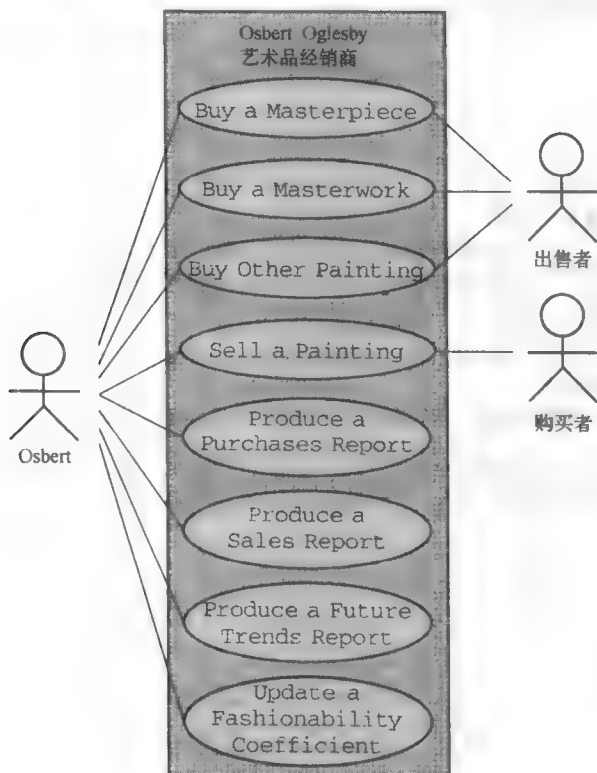 Osbert Oglesby
艺术品经销商
Buy a Masterpiece
Buy a Masterwork
出售者
Buy Other Painting
Sell a Painting
购买者
Osbert
Produce a
Purchases Report
Produce a
Sales Report
Produce a Future
Trends Report
Update a
Fashionability
Coefficient